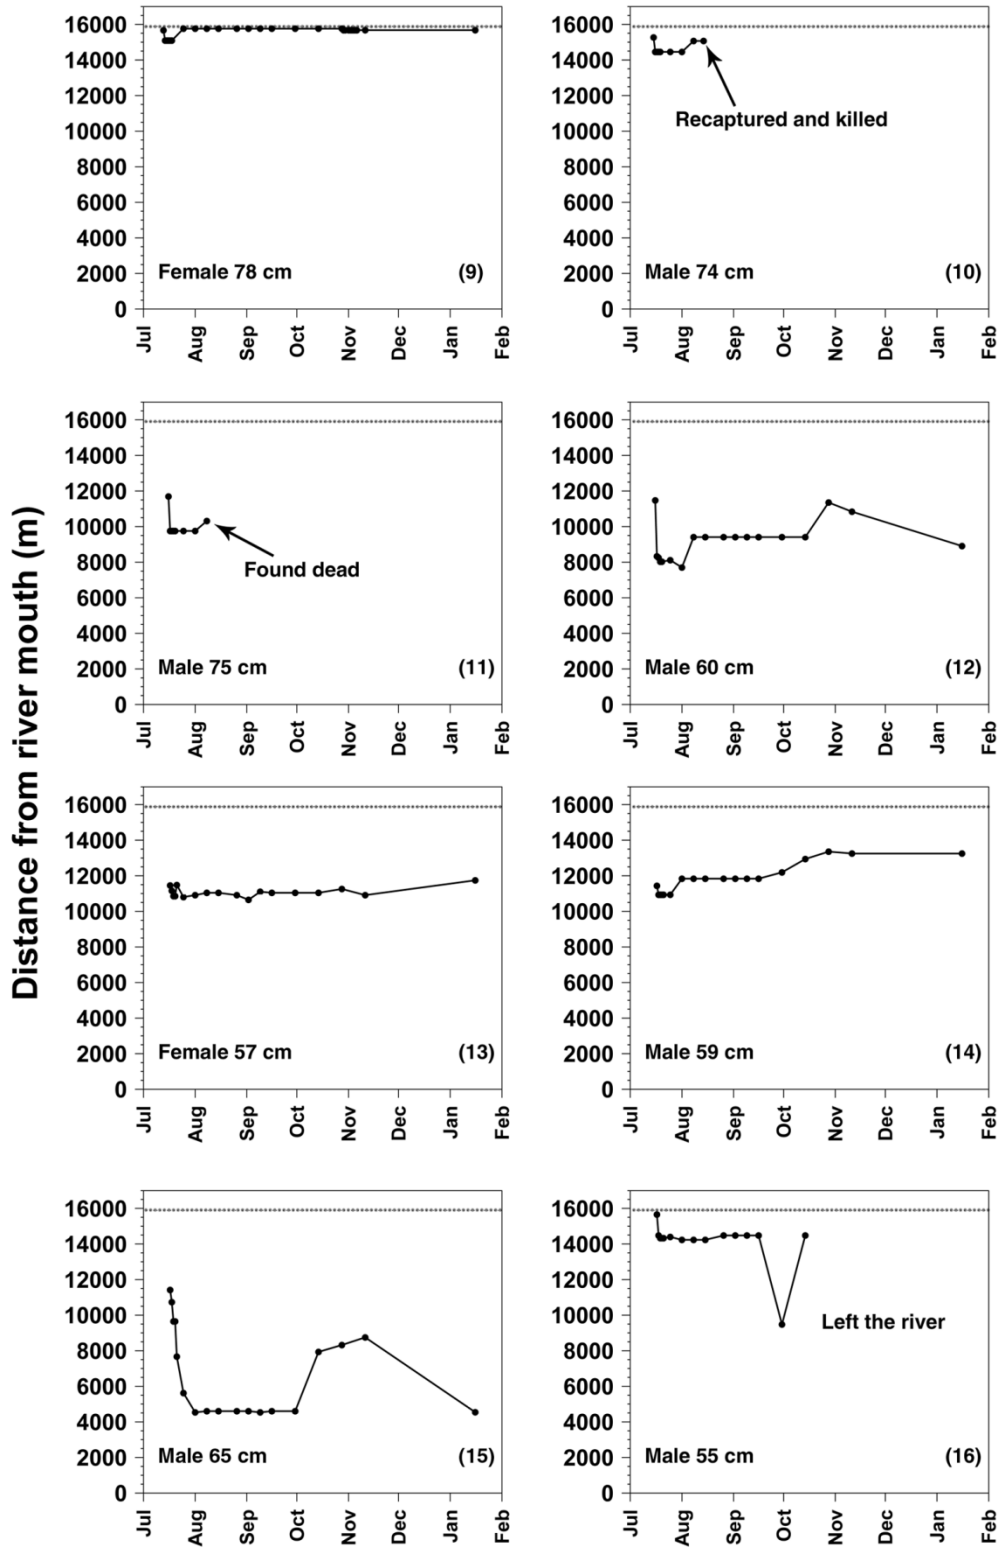 Distance from river mouth (m)
16000
14000
12000
10000
8000
6000
4000
2000
0
Female 78 cm
(9)
Jul
Aug
Sep
Oct
Nov
Dec
Jan
Feb
16000
14000
12000
10000
8000
6000
4000
2000
0
Recaptured and killed
Male 74 cm
(10)
Jul
Aug
Sep
Oct
Nov
Dec
Jan
Feb
16000
14000
12000
10000
8000
6000
4000
2000
0
Found dead
Male 75 cm
(11)
Jul
Aug
Sep
Oct
Nov
Dec
Jan
Feb
16000
14000
12000
10000
8000
6000
4000
2000
0
Male 60 cm
(12)
Jul
Aug
Sep
Oct
Nov
Dec
Jan
Feb
16000
14000
12000
10000
8000
6000
4000
2000
0
Female 57 cm
(13)
Jul
Aug
Sep
Oct
Nov
Dec
Jan
Feb
16000
14000
12000
10000
8000
6000
4000
2000
0
Male 59 cm
(14)
Jul
Aug
Sep
Oct
Nov
Dec
Jan
Feb
16000
14000
12000
10000
8000
6000
4000
2000
0
Male 65 cm
(15)
Jul
Aug
Sep
Oct
Nov
Dec
Jan
Feb
16000
14000
12000
10000
8000
6000
4000
2000
0
Left the river
Male 55 cm
(16)
Jul
Aug
Sep
Oct
Nov
Dec
Jan
Feb